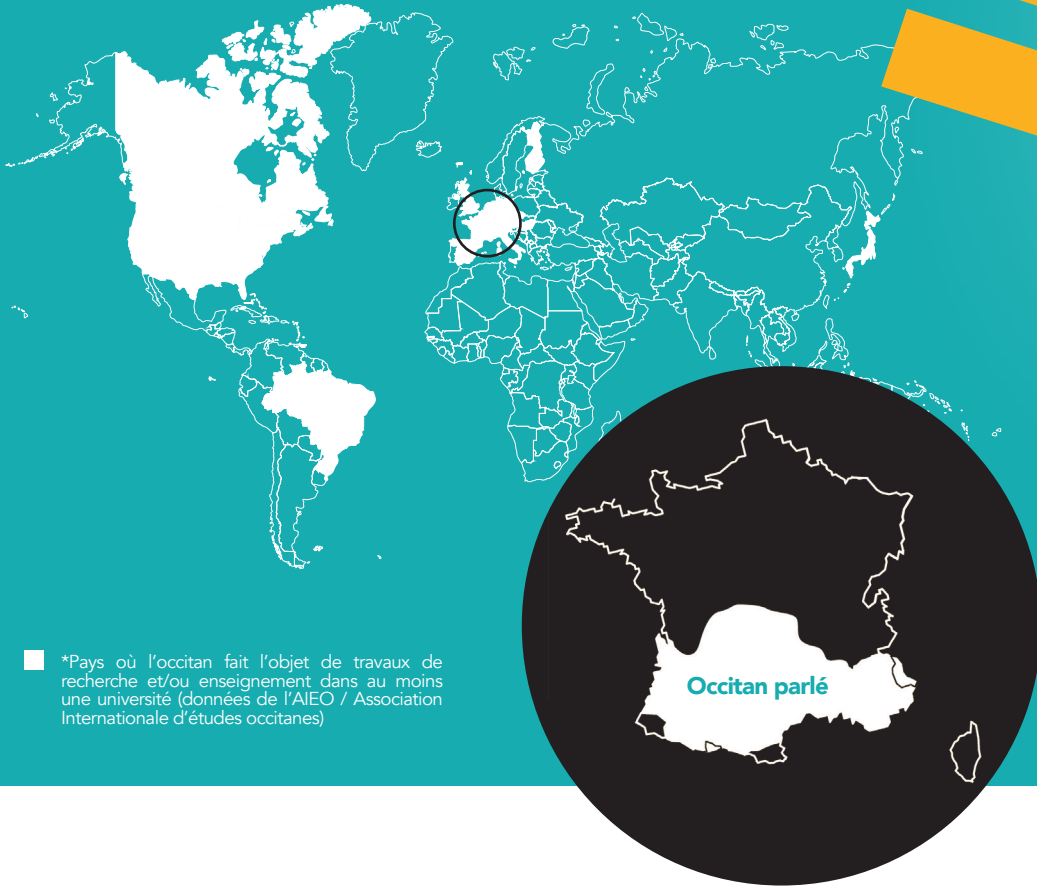 Occitan parlé
*Pays où l'occitan fait l'objet de travaux de
recherche et/ou enseignement dans au moins
une université (données de l'AIEO / Association
Internationale d'études occitanes)